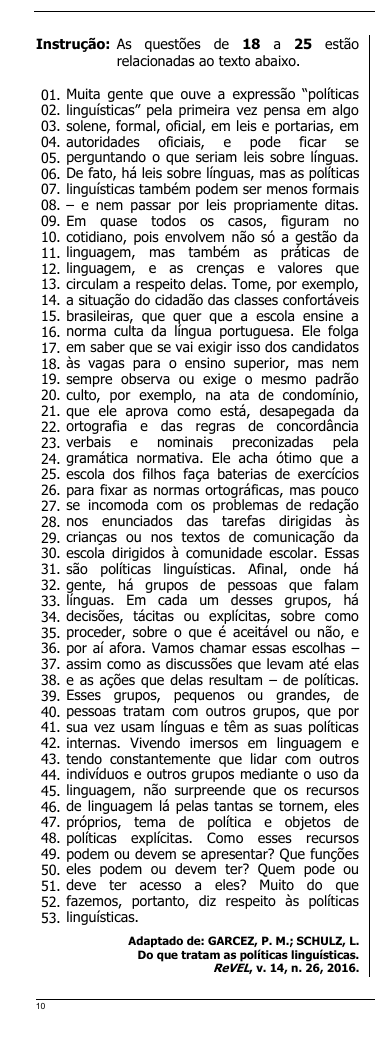 Instrução: As questões de 18 a 25 estão
relacionadas ao texto abaixo.
01. Muita gente que ouve a expressão “políticas
02. linguísticas” pela primeira vez pensa em algo
03. solene, formal, oficial, em leis e portarias, em
04. autoridades oficiais, e pode ficar se
05. perguntando o que seriam leis sobre línguas.
06. De fato, há leis sobre línguas, mas as políticas
07. linguísticas também podem ser menos formais
08. – e nem passar por leis propriamente ditas.
09. Em quase todos os casos, figuram no
10. cotidiano, pois envolvem não só a gestão da
11. linguagem, mas também as práticas de
12. linguagem, e as crenças e valores que
13. circulam a respeito delas. Tome, por exemplo,
14. a situação do cidadão das classes confortáveis
15. brasileiras, que quer que a escola ensine a
16. norma culta da língua portuguesa. Ele folga
17. em saber que se vai exigir isso dos candidatos
18. às vagas para o ensino superior, mas nem
19. sempre observa ou exige o mesmo padrão
20. culto, por exemplo, na ata de condomínio,
21. que ele aprova como está, desapegada da
22. ortografia e das regras de concordância
23. verbais e nominais preconizadas pela
24. gramática normativa. Ele acha ótimo que a
25. escola dos filhos faça baterias de exercícios
26. para fixar as normas ortográficas, mas pouco
27. se incomoda com os problemas de redação
28. nos enunciados das tarefas dirigidas às
29. crianças ou nos textos de comunicação da
30. escola dirigidos à comunidade escolar. Essas
31. são políticas linguísticas. Afinal, onde há
32. gente, há grupos de pessoas que falam
33. línguas. Em cada um desses grupos, há
34. decisões, tácitas ou explícitas, sobre como
35. proceder, sobre o que é aceitável ou não, e
36. por aí afora. Vamos chamar essas escolhas –
37. assim como as discussões que levam até elas
38. e as ações que delas resultam – de políticas.
39. Esses grupos, pequenos ou grandes, de
40. pessoas tratam com outros grupos, que por
41. sua vez usam línguas e têm as suas políticas
42. internas. Vivendo imersos em linguagem e
43. tendo constantemente que lidar com outros
44. indivíduos e outros grupos mediante o uso da
45. linguagem, não surpreende que os recursos
46. de linguagem lá pelas tantas se tornem, eles
47. próprios, tema de política e objetos de
48. políticas explícitas. Como esses recursos
49. podem ou devem se apresentar? Que funções
50. eles podem ou devem ter? Quem pode ou
51. deve ter acesso a eles? Muito do que
52. fazemos, portanto, diz respeito às políticas
53. linguísticas.
Adaptado de: GARCEZ, P. M.; SCHULZ, L.
Do que tratam as políticas linguísticas.
ReVEL, v. 14, n. 26, 2016.
10